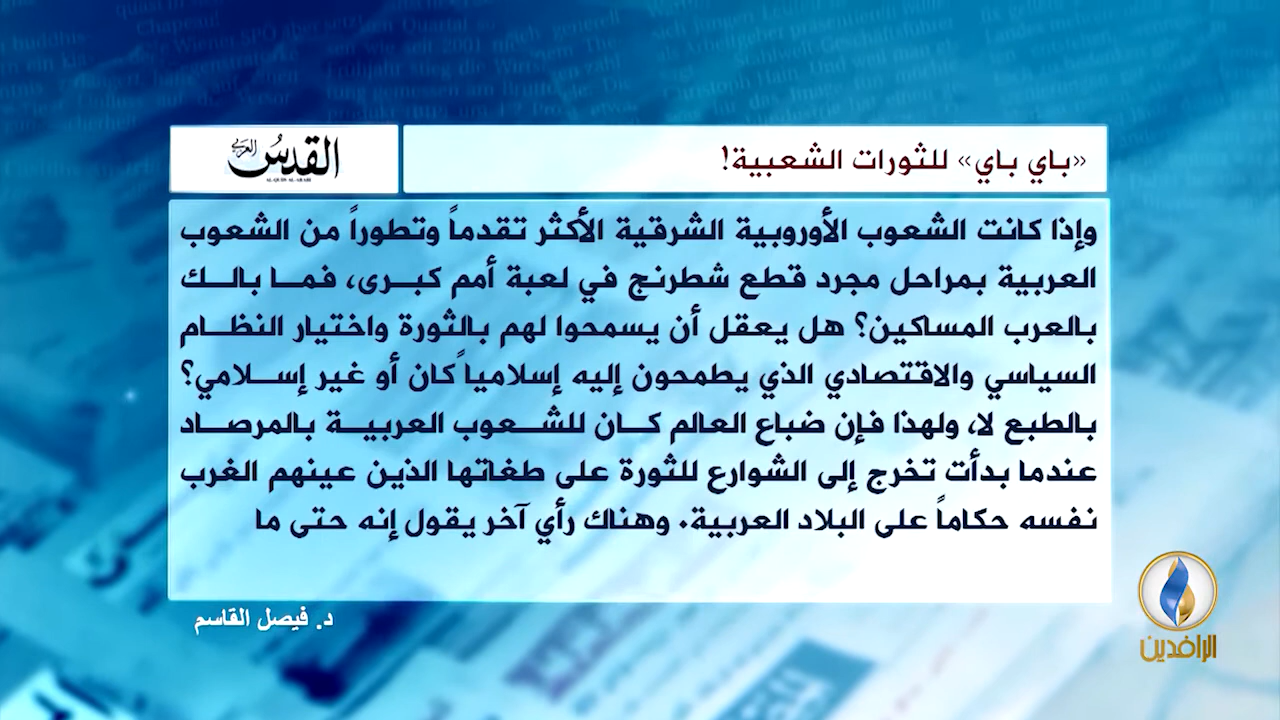 القدس العربي
AL-QUDS AL-ARABI
«باي باي» للثورات الشعبية!
وإذا كانت الشعوب الأوروبية الشرقية الأكثر تقدماً وتطوراً من الشعوب
العربية بمراحل مجرد قطع شطرنج في لعبة أمم كبرى، فما بالك
بالعرب المساكين؟ هل يعقل أن يسمحوا لهم بالثورة واختيار النظام
السياسي والاقتصادي الذي يطمحون إليه إسلامياً كان أو غير إسلامي؟
بالطبع لا، ولهذا فإن ضباع العالم كان للشعوب العربية بالمرصاد
عندما بدأت تخرج إلى الشوارع للثورة على طغاتها الذين عينهم الغرب
نفسه حكاماً على البلاد العربية. وهناك رأي آخر يقول إنه حتى ما
د. فيصل القاسم
الرافدين